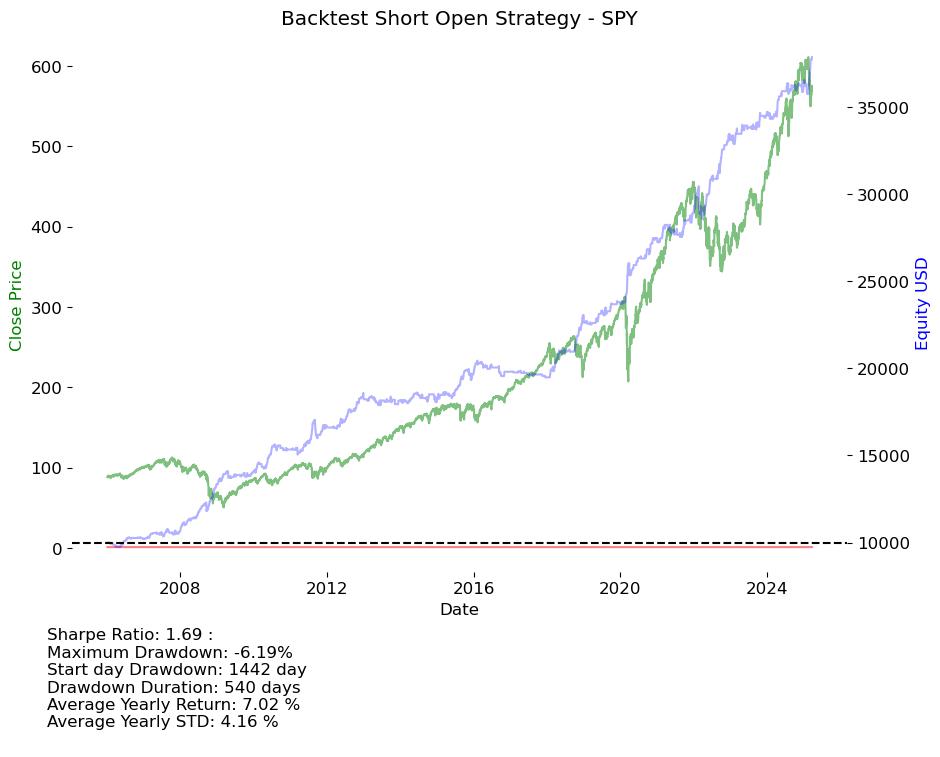 Backtest Short Open Strategy - SPY
600
500
400
300
200
100
0
Close Price
35000
30000
25000
20000
15000
10000
Equity USD
2008 2012 2016 2020 2024
Date
Sharpe Ratio: 1.69 :
Maximum Drawdown: -6.19%
Start day Drawdown: 1442 day
Drawdown Duration: 540 days
Average Yearly Return: 7.02 %
Average Yearly STD: 4.16 %